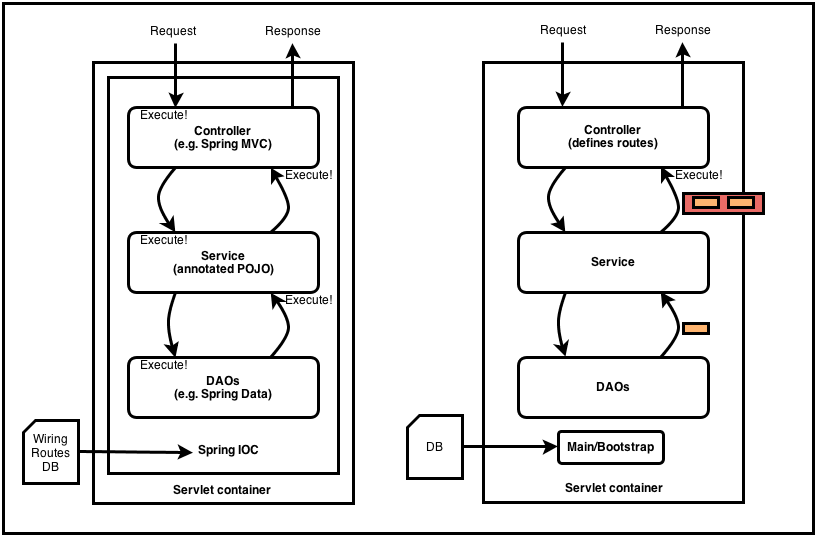 Request
Response
Execute!
Controller
(e.g. Spring MVC)
Execute!
Execute!
Service
(annotated POJO)
Execute!
Execute!
DAOs
(e.g. Spring Data)
Wiring
Routes
DB
Spring IOC
Servlet container
Request
Response
Controller
(defines routes)
Execute!
Service
DAOs
DB
Main/Bootstrap
Servlet container